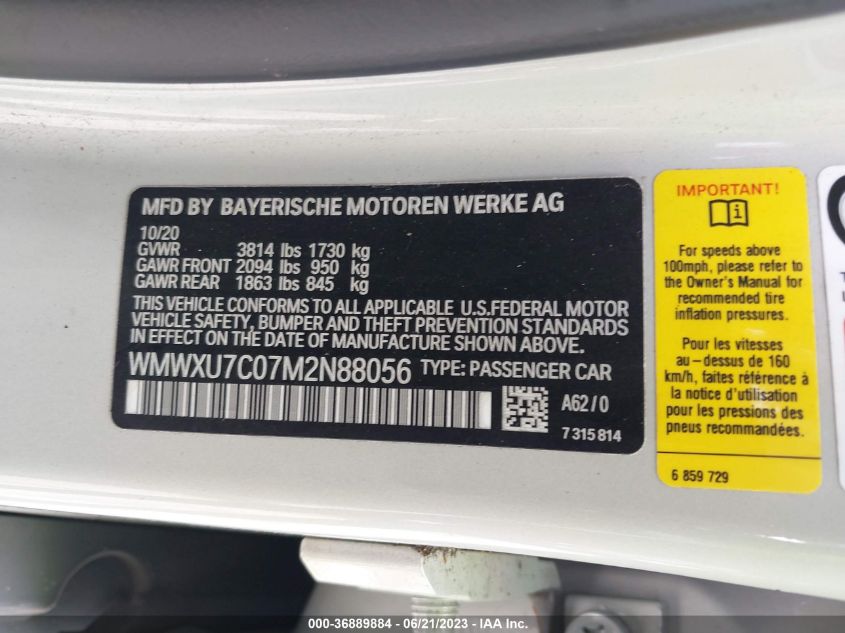 MFD BY BAYERISCHE MOTOREN WERKE AG
10/20
GVWR 3814 lbs 1730 kg
GAWR FRONT 2094 lbs 950 kg
GAWR REAR 1863 lbs 845 kg
THIS VEHICLE CONFORMS TO ALL APPLICABLE U.S.FEDERAL MOTOR
VEHICLE SAFETY, BUMPER AND THEFT PREVENTION STANDARDS
IN EFFECT ON THE DATE OF MANUFACTURE SHOWN ABOVE.
WMWXU7C07M2N88056 TYPE: PASSENGER CAR
A62/0
7 315 814
IMPORTANT!
For speeds above
100mph, please refer to
the Owner's Manual for
recommended tire
inflation pressures.
Pour les vitesses
au-dessus de 160
km/h, faites référence à
la notice d'utilisation
pour les pressions des
pneus recommandées.
6 859 729
000-36889884 / 06/21/2023 / IAAI, Inc.